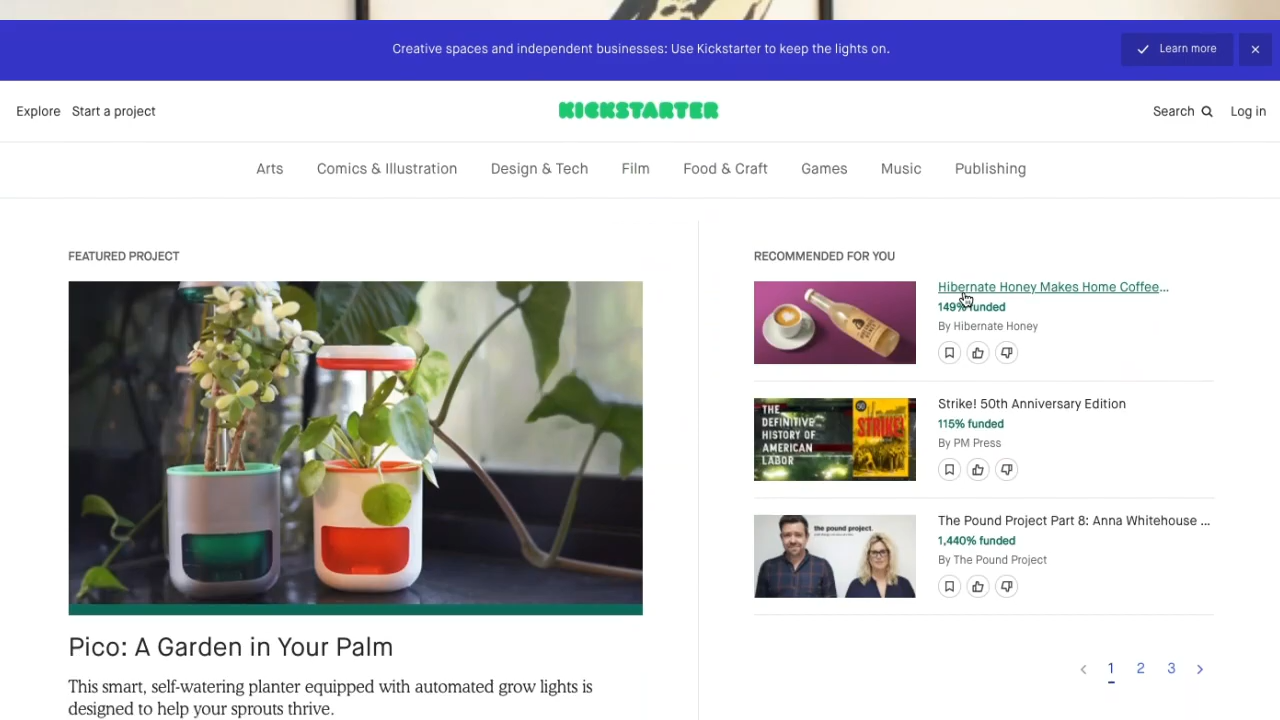 Creative spaces and independent businesses: Use Kickstarter to keep the lights on.
Learn more
Explore
Start a project
KICKSTARTER
Search
Log in
Arts
Comics & Illustration
Design & Tech
Film
Food & Craft
Games
Music
Publishing
FEATURED PROJECT
Pico: A Garden in Your Palm
This smart, self-watering planter equipped with automated grow lights is
designed to help your sprouts thrive.
RECOMMENDED FOR YOU
Hibernate Honey Makes Home Coffee...
149% funded
By Hibernate Honey
THE
DEFINITIVE
HISTORY OF
AMERICAN
LABOR
STRIKE!
Strike! 50th Anniversary Edition
115% funded
By PM Press
the pound project.
The Pound Project Part 8: Anna Whitehouse ...
1,440% funded
By The Pound Project
1 2 3